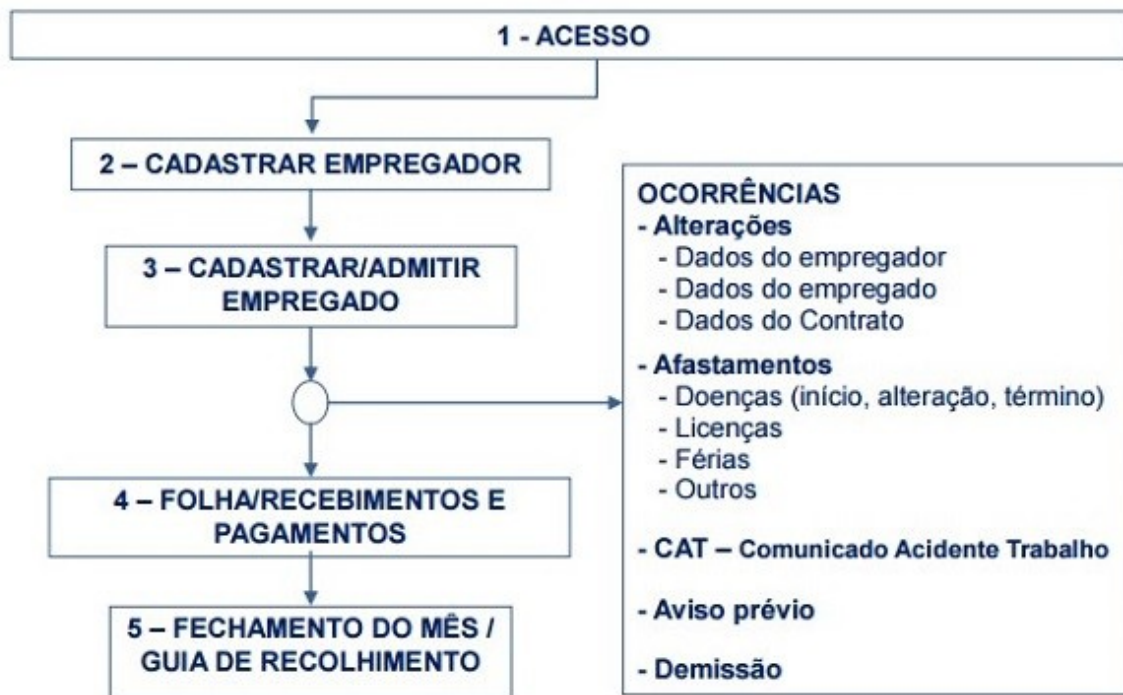 1 - ACESSO
2 – CADASTRAR EMPREGADOR
3 – CADASTRAR/ADMITIR
EMPREGADO
4 – FOLHA/RECEBIMENTOS E
PAGAMENTOS
5 – FECHAMENTO DO MÊS /
GUIA DE RECOLHIMENTO
OCORRÊNCIAS
- Alterações
- Dados do empregador
- Dados do empregado
- Dados do Contrato
- Afastamentos
- Doenças (início, alteração, término)
- Licenças
- Férias
- Outros
- CAT – Comunicado Acidente Trabalho
- Aviso prévio
- Demissão